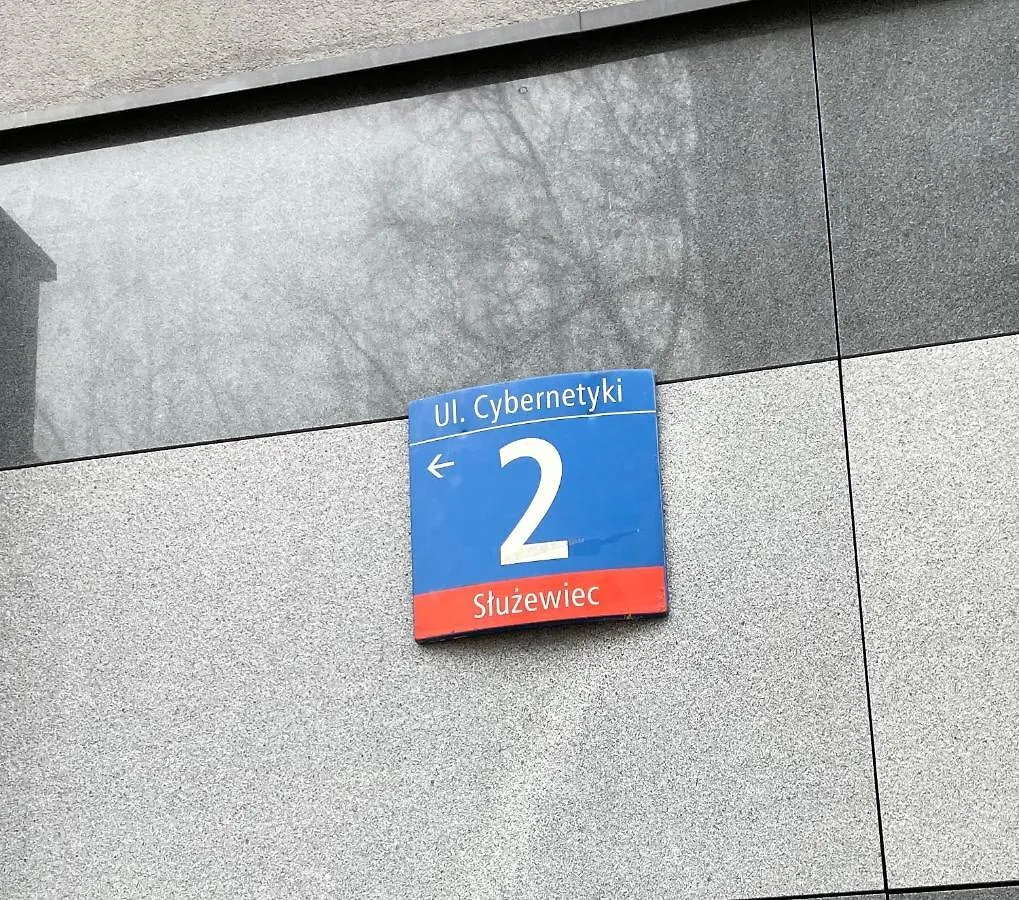 Ul. Cybernetyki
← 2
Służewiec